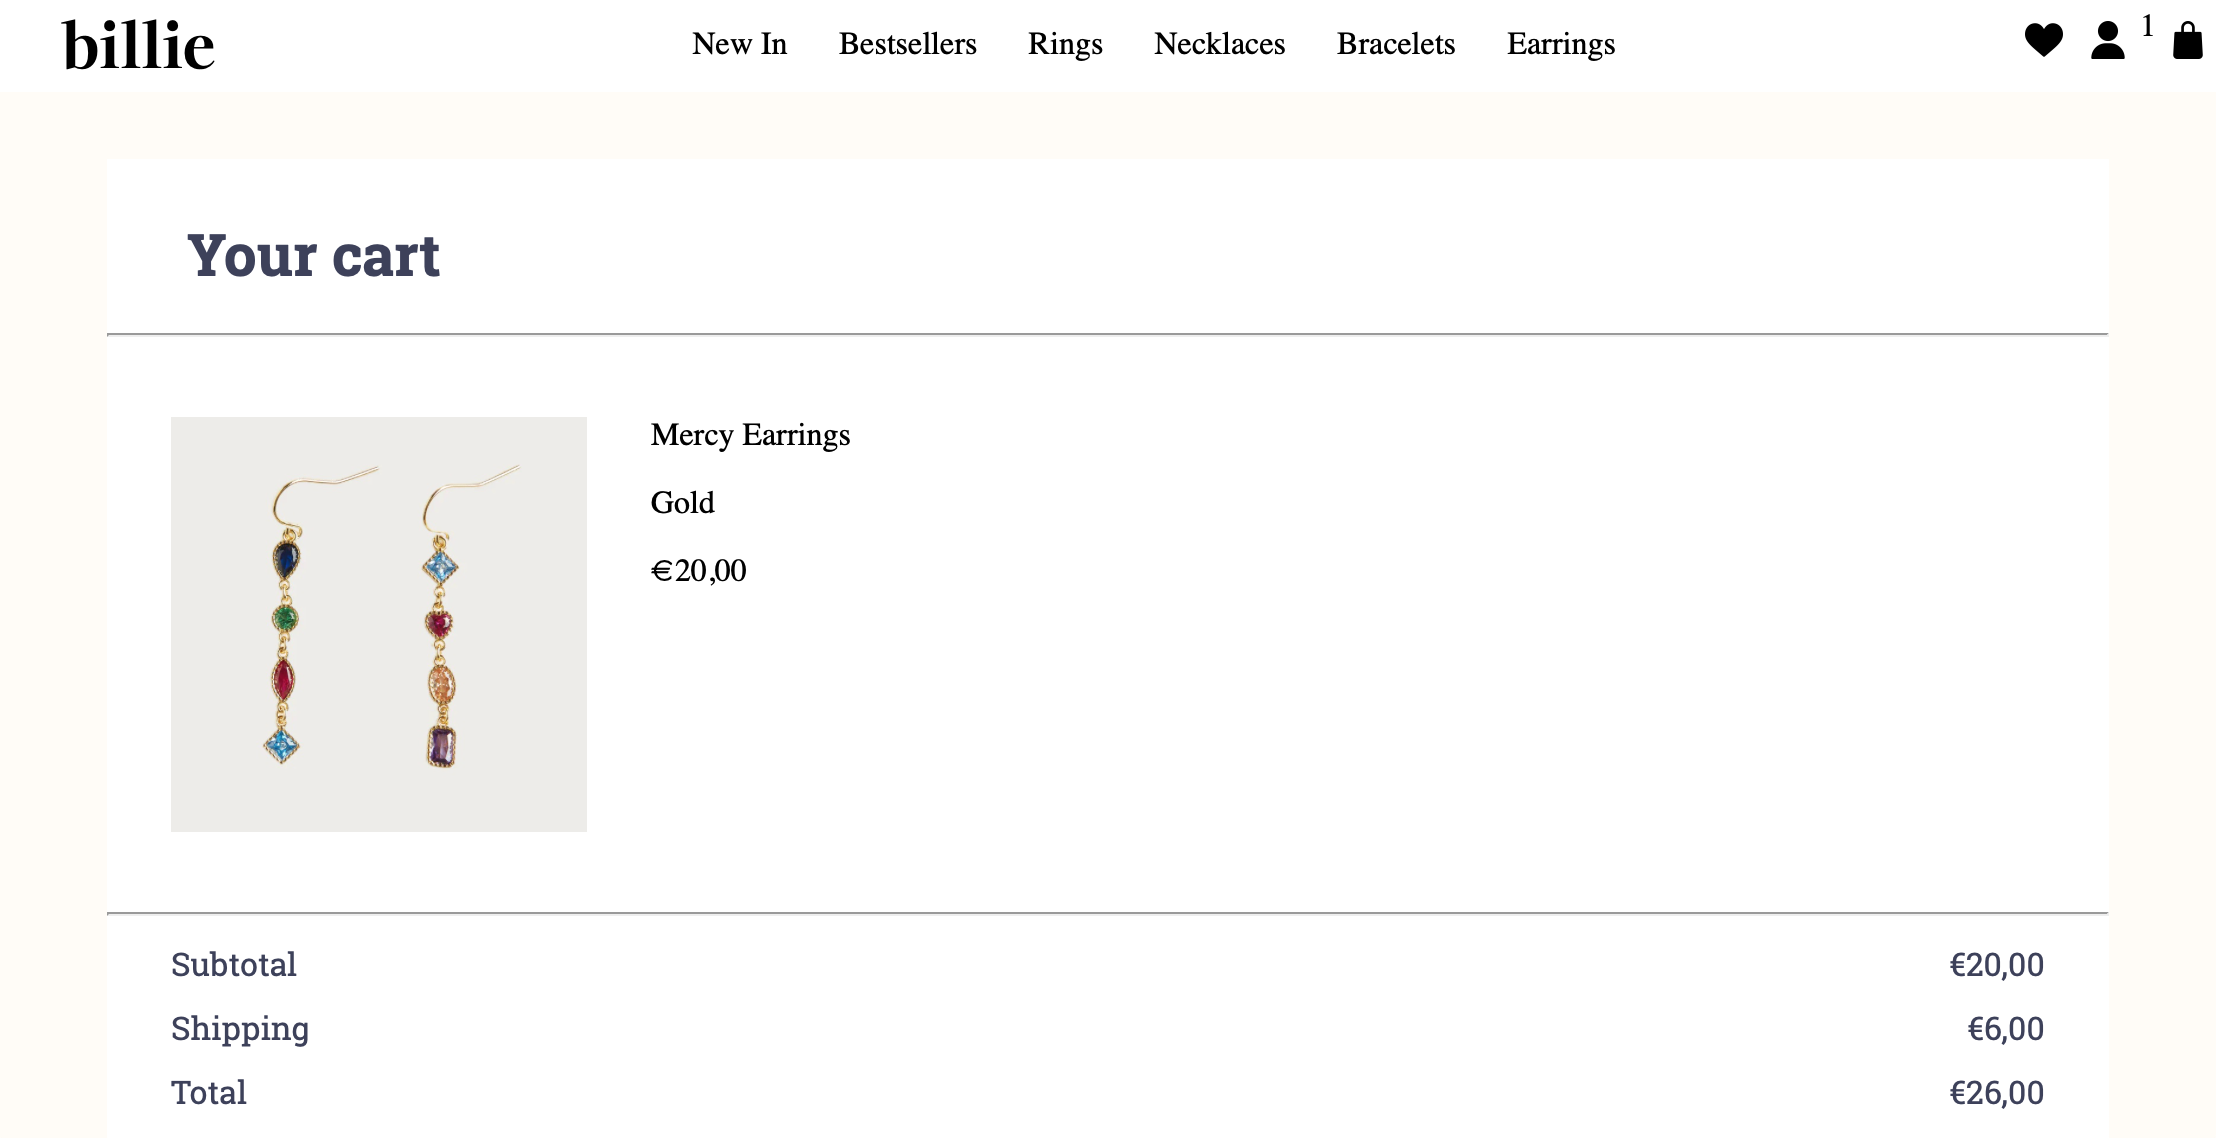 billie
New In Bestsellers Rings Necklaces Bracelets Earrings
1
Your cart
Mercy Earrings
Gold
€20,00
Subtotal €20,00
Shipping €6,00
Total €26,00